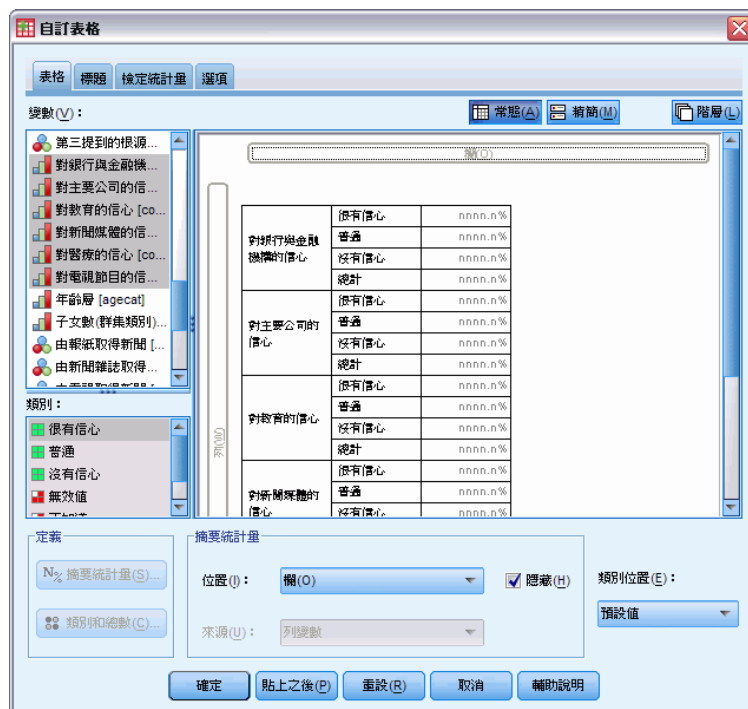 自訂表格
表格 標題 檢定統計量 選項
變數(V)：
常態(A) 精簡(M) 階層(L)
第三提到的根源...
對銀行與金融機...
對主要公司的信...
對教育的信心 [co...
對新聞媒體的信...
對醫療的信心 [co...
對電視節目的信...
年齡層 [agecat]
子女數(群集類別)...
由報紙取得新聞 [...
由新聞雜誌取得...
類別：
很有信心
普通
沒有信心
無效值
欄(O)
對銀行與金融機構的信心
很有信心 nnnn.n%
普通 nnnn.n%
沒有信心 nnnn.n%
總計 nnnn.n%
對主要公司的信心
很有信心 nnnn.n%
普通 nnnn.n%
沒有信心 nnnn.n%
總計 nnnn.n%
對教育的信心
很有信心 nnnn.n%
普通 nnnn.n%
沒有信心 nnnn.n%
總計 nnnn.n%
對新聞媒體的信心
很有信心 nnnn.n%
普通 nnnn.n%
沒有信心 nnnn.n%
定義
N% 摘要統計量(S)...
類別和總數(C)...
摘要統計量
位置(I)： 欄(O) 隱藏(H)
來源(U)： 列變數
類別位置(E)：
預設值
確定 貼上之後(P) 重設(R) 取消 輔助說明